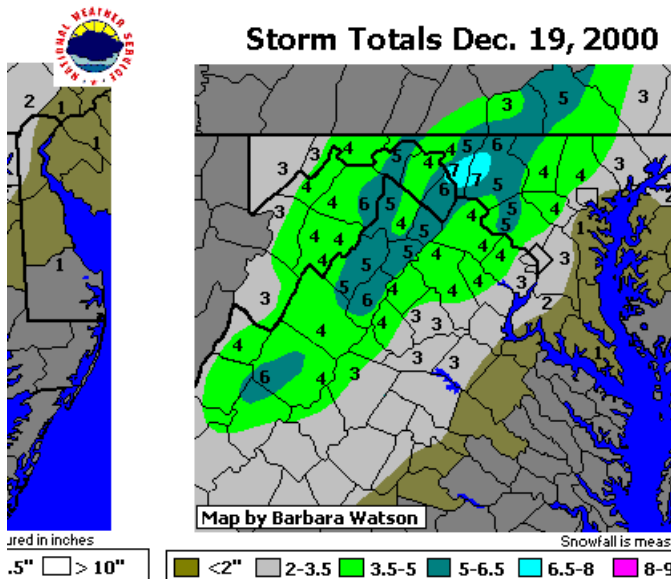 NATIONAL WEATHER SERVICE
Storm Totals Dec. 19, 2000
2 1
1
1
3 5 3
3 3 4 4 5 6 3
3 4 5 4 4 7 7 4 4 3
4 6 5 6 5 4 2
3 4 4 4 5 4 5 1
4 5 5 4 4 3
3 5 5 4 4 3
4 4 6 4 3 3 2
6 4 3 3 3 1
Map by Barbara Watson
ured in inches
Snowfall is meas
.5" > 10"
<2" 2-3.5 3.5-5 5-6.5 6.5-8 8-9